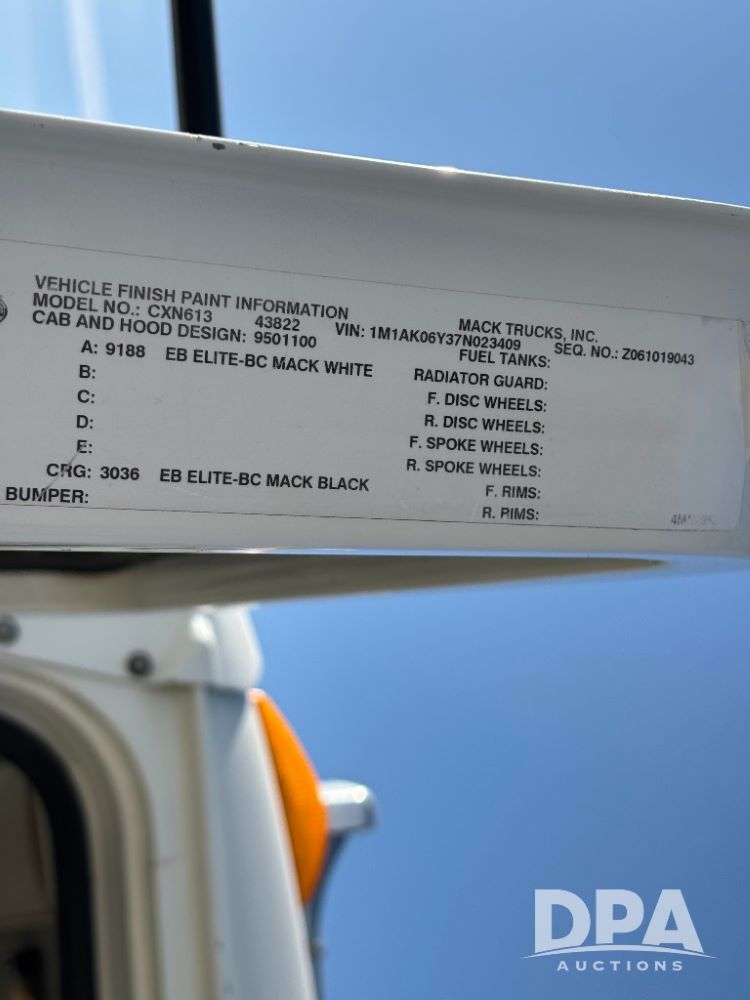 VEHICLE FINISH PAINT INFORMATION MACK TRUCKS, INC.
MODEL NO.: CXN613 43822 VIN: 1M1AK06Y37N023409 SEQ. NO.: Z061019043
CAB AND HOOD DESIGN: 9501100 FUEL TANKS:
A: 9188 EB ELITE-BC MACK WHITE RADIATOR GUARD:
B: F. DISC WHEELS:
C: R. DISC WHEELS:
D: F. SPOKE WHEELS:
E: R. SPOKE WHEELS:
CRG: 3036 EB ELITE-BC MACK BLACK F. RIMS:
BUMPER: R. RIMS:
DPA
AUCTIONS